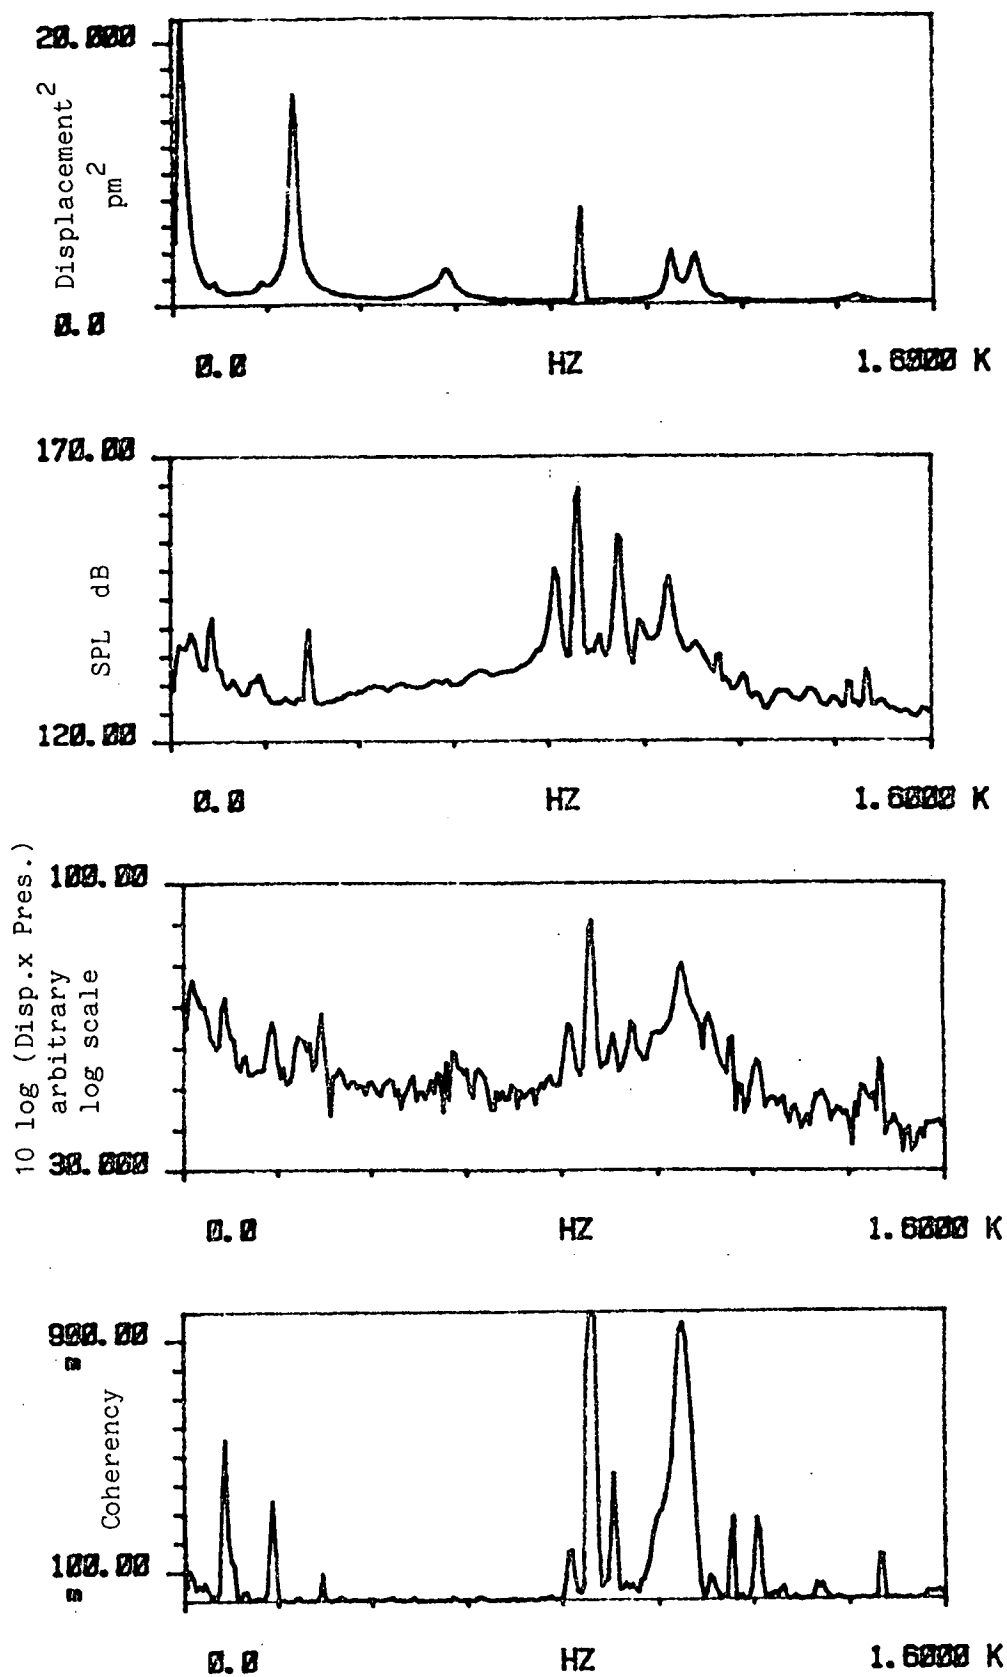 20.000
Displacement²
pm²
0.0
0.0 HZ 1.6000 K
170.00
SPL dB
120.00
0.0 HZ 1.6000 K
100.00
10 log (Disp.x Pres.)
arbitrary
log scale
30.000
0.0 HZ 1.6000 K
900.00
m
Coherency
100.00
m
0.0 HZ 1.6000 K